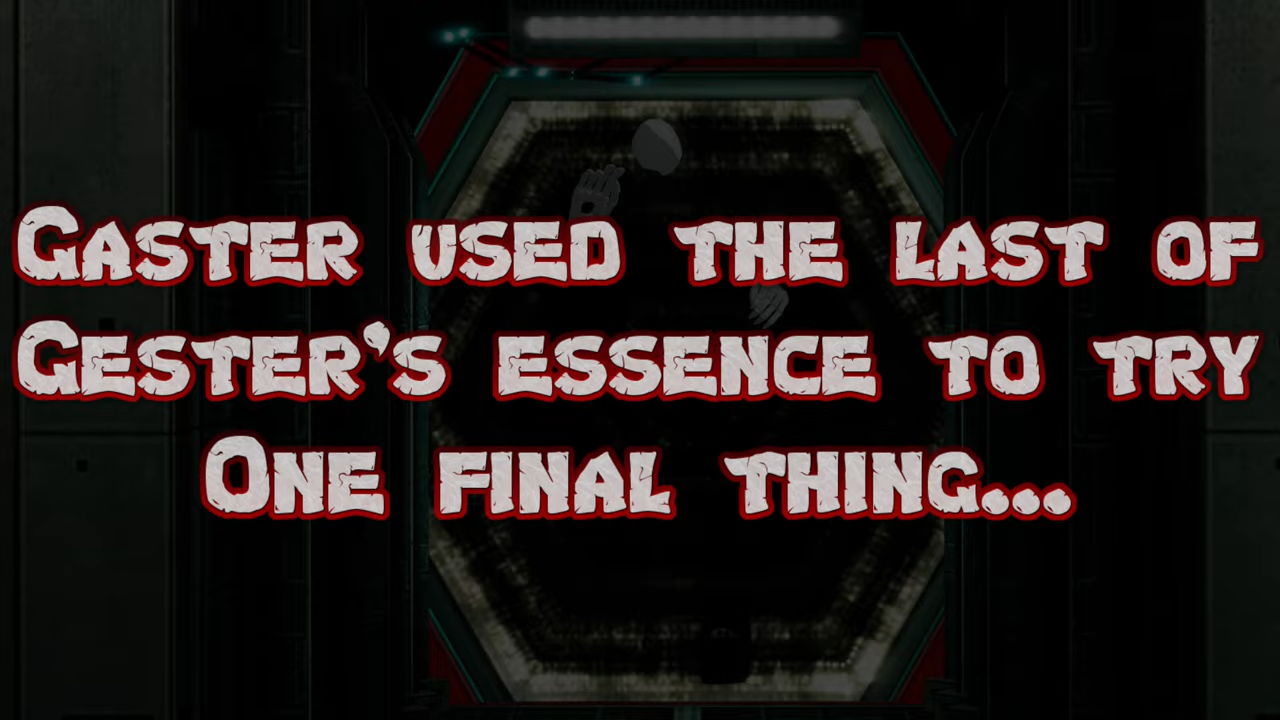 Gaster used the last of
Gester's essence to try
One final thing...